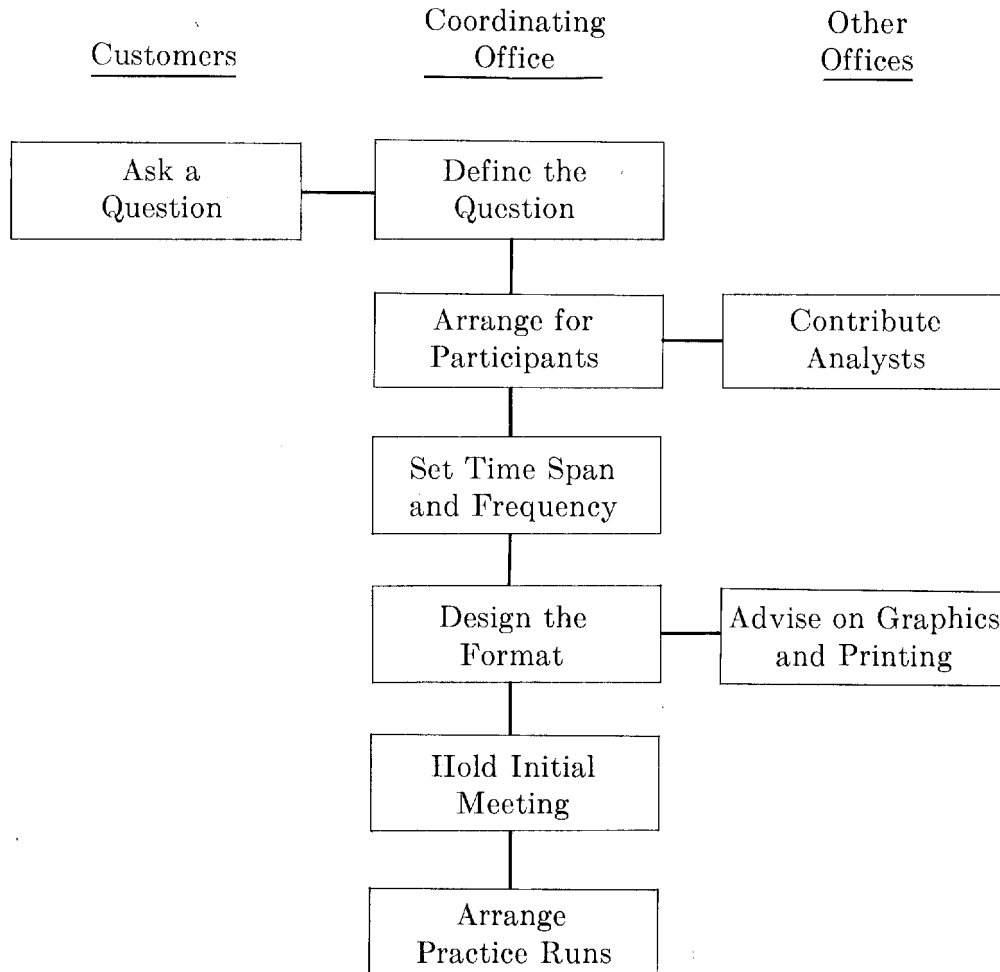 Customers
Coordinating
Office
Other
Offices
Ask a
Question
Define the
Question
Arrange for
Participants
Contribute
Analysts
Set Time Span
and Frequency
Design the
Format
Advise on Graphics
and Printing
Hold Initial
Meeting
Arrange
Practice Runs